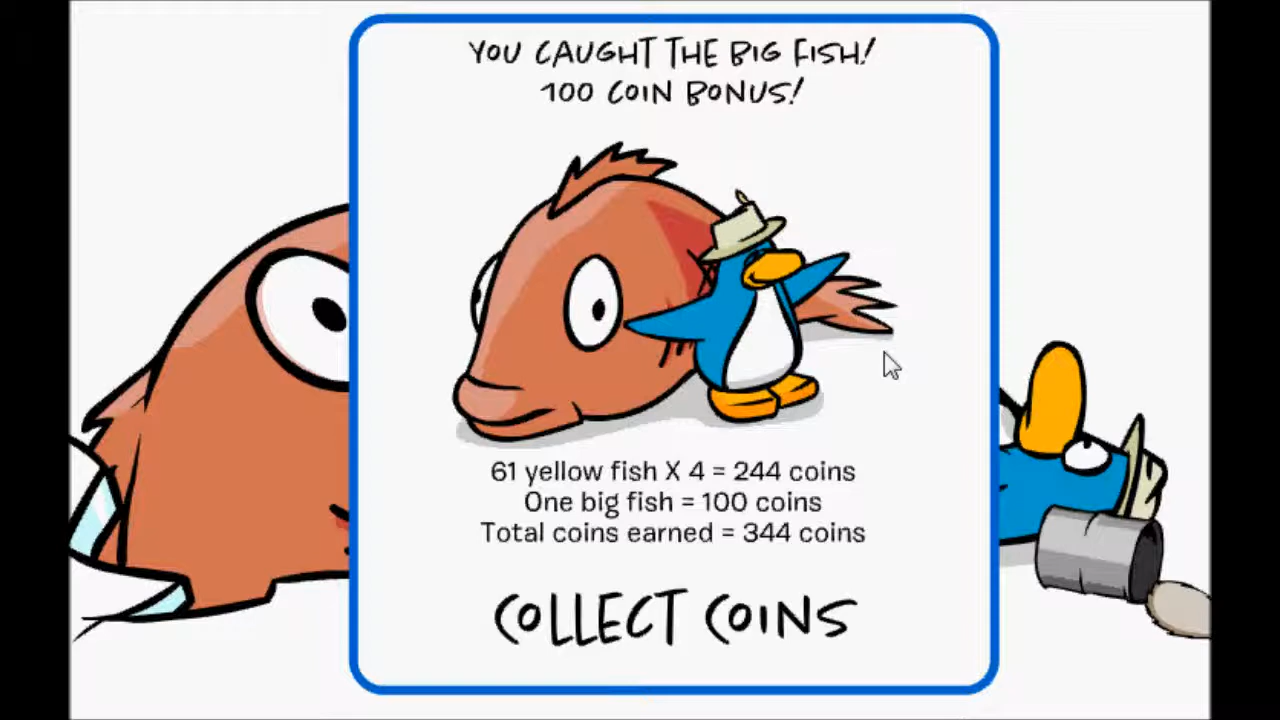 YOU CAUGHT THE BIG FISH!
100 COIN BONUS!
61 yellow fish X 4 = 244 coins
One big fish = 100 coins
Total coins earned = 344 coins
COLLECT COINS